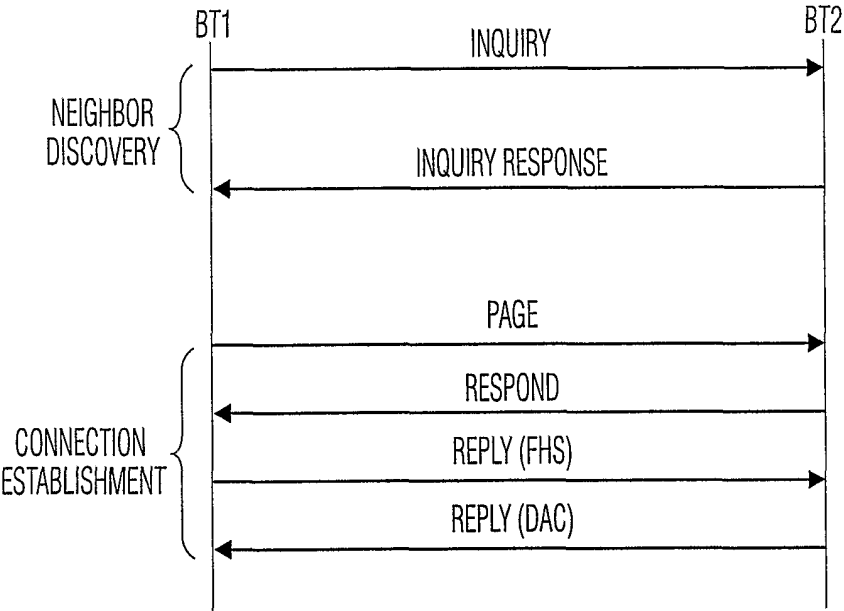 BT1
BT2
INQUIRY
NEIGHBOR
DISCOVERY
INQUIRY RESPONSE
PAGE
RESPOND
CONNECTION
ESTABLISHMENT
REPLY (FHS)
REPLY (DAC)